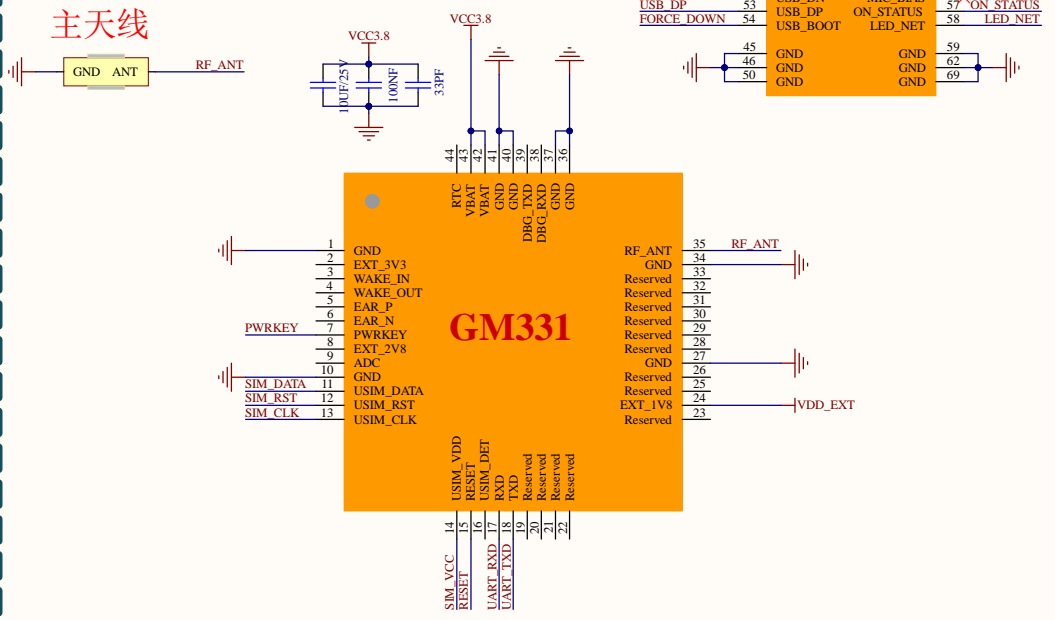 主天线
GND ANT
RF_ANT
VCC3.8
10UF/25V
100NF
33PF
VCC3.8
USB_DP 53 USB_DP
FORCE_DOWN 54 USB_BOOT
ON_STATUS 57 ON_STATUS
LED_NET 58 LED_NET
45 GND GND 59
46 GND GND 62
50 GND GND 69
44 43 42 41 40 39 38 37 36
RTC VBAT VBAT GND GND DBG_TXD DBG_RXD GND GND
GM331
1 GND
2 EXT_3V3
3 WAKE_IN
4 WAKE_OUT
5 EAR_P
6 EAR_N
PWRKEY 7 PWRKEY
8 EXT_2V8
9 ADC
10 GND
SIM_DATA 11 USIM_DATA
SIM_RST 12 USIM_RST
SIM_CLK 13 USIM_CLK
RF_ANT 35 RF_ANT
GND 34
Reserved 33
Reserved 32
Reserved 31
Reserved 30
Reserved 29
Reserved 28
GND 27
Reserved 26
Reserved 25
EXT_1V8 24 VDD_EXT
Reserved 23
USIM_VDD RESET USIM_DET RXD TXD Reserved Reserved Reserved Reserved
14 15 16 17 18 19 20 21 22
SIM_VCC RESET UART_RXD UART_TXD